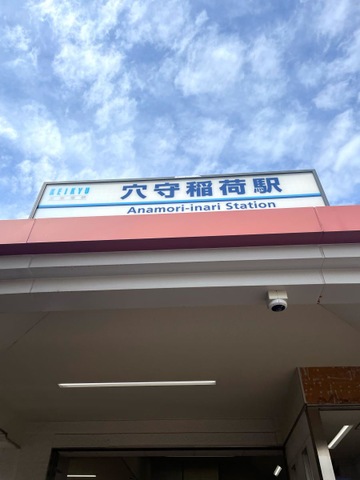 KEIKYU
穴守稲荷駅
Anamori-inari Station